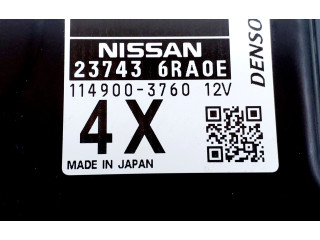 NISSAN
23743 6RA0E
114900-3760 12V
4X
MADE IN JAPAN
DENSO